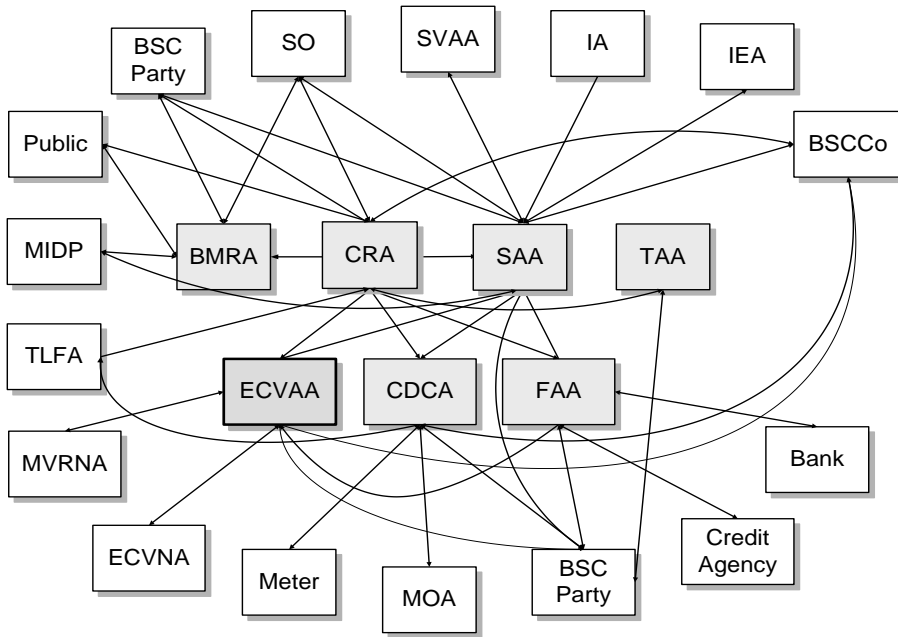 BSC
Party
SO
SVAA
IA
IEA
Public
BSCCo
MIDP
BMRA
CRA
SAA
TAA
TLFA
ECVAA
CDCA
FAA
MVRNA
Bank
ECVNA
Meter
MOA
BSC
Party
Credit
Agency